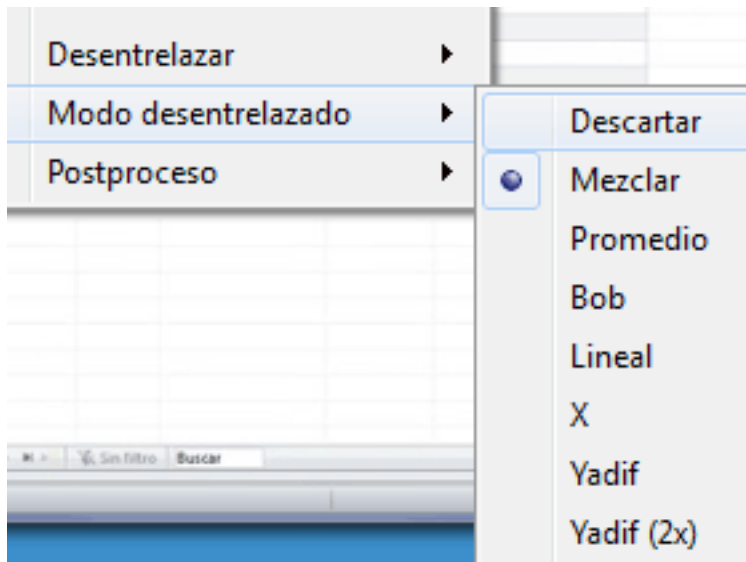 Desentrelazar
Modo desentrelazado
Postproceso
Descartar
Mezclar
Promedio
Bob
Lineal
X
Yadif
Yadif (2x)
Sin filtro
Buscar